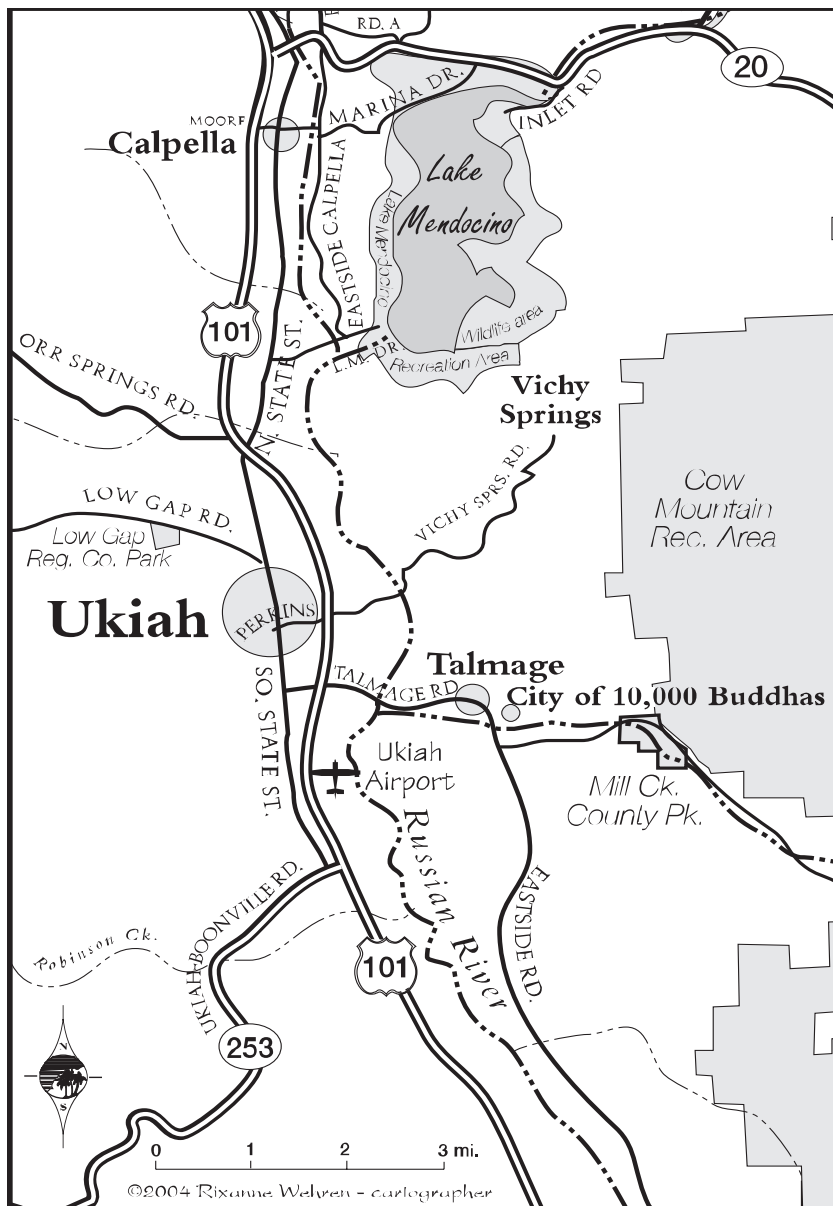 RD. A
20
MOORE
MARINA DR.
INLET RD
Calpella
Lake
Mendocino
EASTSIDE CALPELLA
Lake Mendocino
101
N. STATE ST.
ORR SPRINGS RD.
L.M. DR.
Wildlife area
Recreation Area
Vichy
Springs
VICHY SPRS. RD.
Cow
Mountain
Rec. Area
LOW GAP RD.
Low Gap
Reg. Co. Park
Ukiah
PERKINS
Talmage
TALMAGE RD
City of 10,000 Buddhas
SO. STATE ST.
Ukiah
Airport
Mill Ck.
County Pk.
Russian River
EASTSIDE RD.
UKIAH-BOONVILLE RD.
Robinson Ck.
101
253
N
S
0 1 2 3 mi.
©2004 Rixanne Wehren - cartographer